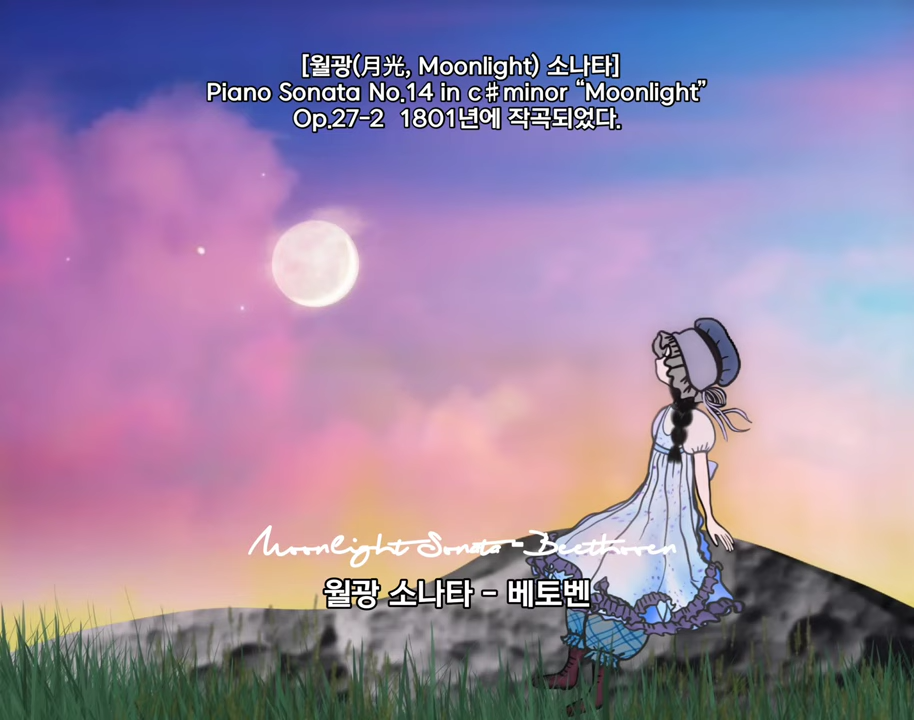 [월광(月光, Moonlight) 소나타]
Piano Sonata No.14 in c♯minor “Moonlight”
Op.27-2 1801년에 작곡되었다.
Moonlight Sonata - Beethoven
월광 소나타 - 베토벤